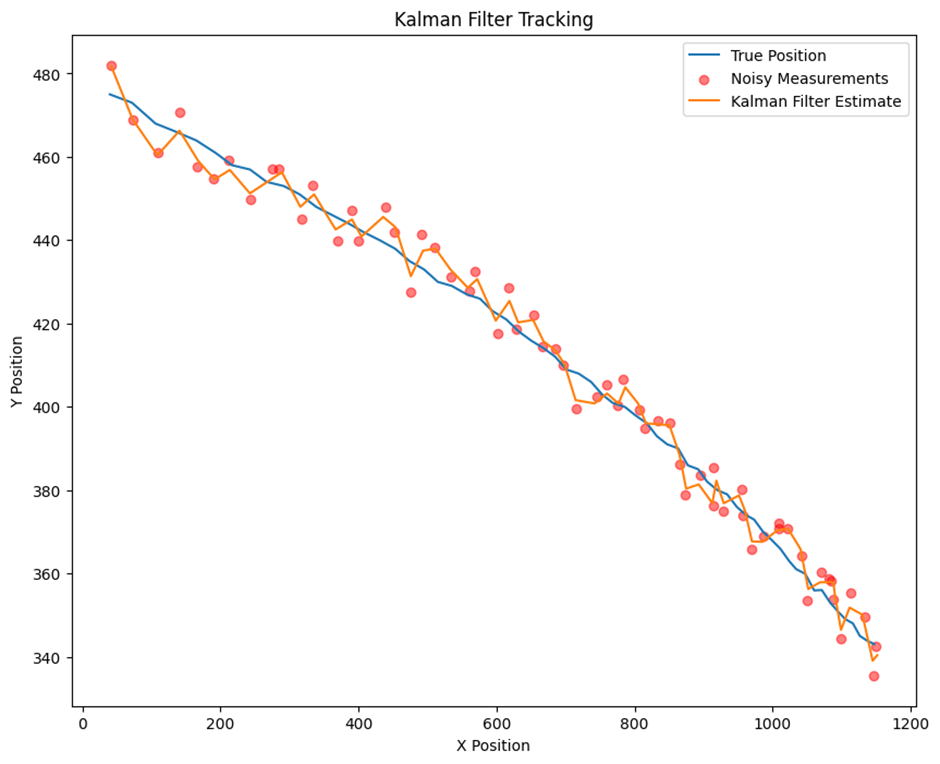 Kalman Filter Tracking
True Position
Noisy Measurements
Kalman Filter Estimate
480
460
440
420
400
380
360
340
Y Position
0 200 400 600 800 1000 1200
X Position